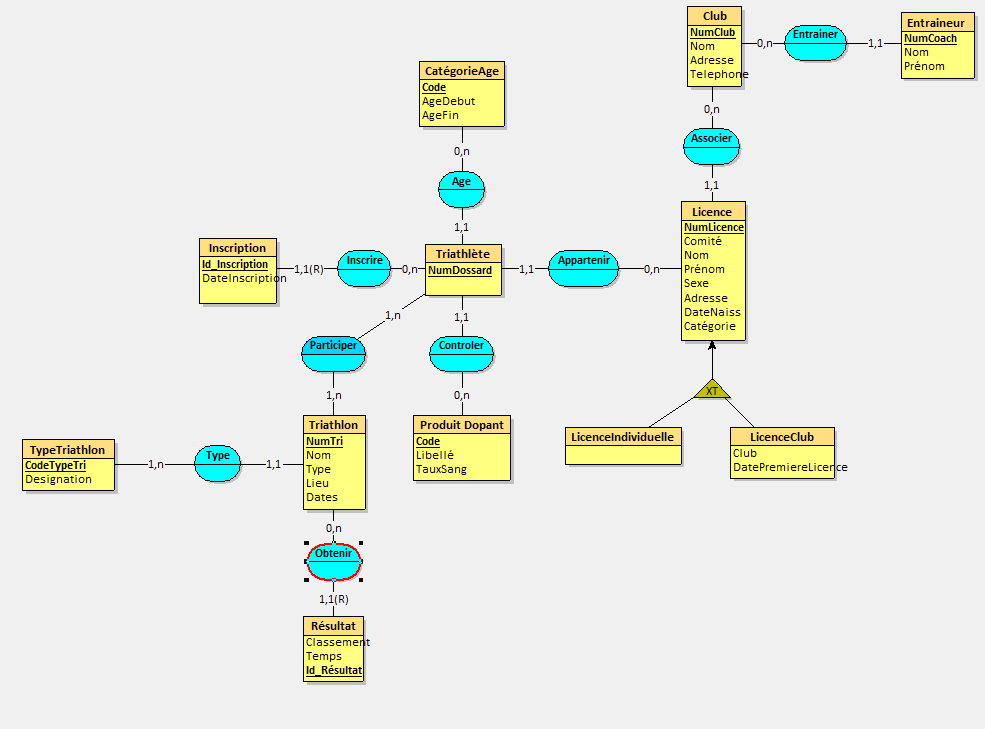 Club
NumClub
Nom
Adresse
Telephone
0,n
Entrainer
1,1
Entraineur
NumCoach
Nom
Prénom
CatégorieAge
Code
AgeDebut
AgeFin
0,n
Age
1,1
0,n
Associer
1,1
Inscription
Id_Inscription
DateInscription
1,1(R)
Inscrire
0,n
Triathlète
NumDossard
1,1
Appartenir
0,n
Licence
NumLicence
Comité
Nom
Prénom
Sexe
Adresse
DateNaiss
Catégorie
1,n
Participer
1,n
1,1
Controler
0,n
XT
LicenceIndividuelle
LicenceClub
Club
DatePremiereLicence
TypeTriathlon
CodeTypeTri
Designation
1,n
Type
1,1
Triathlon
NumTri
Nom
Type
Lieu
Dates
Produit Dopant
Code
Libellé
TauxSang
0,n
Obtenir
1,1(R)
Résultat
Classement
Temps
Id_Résultat